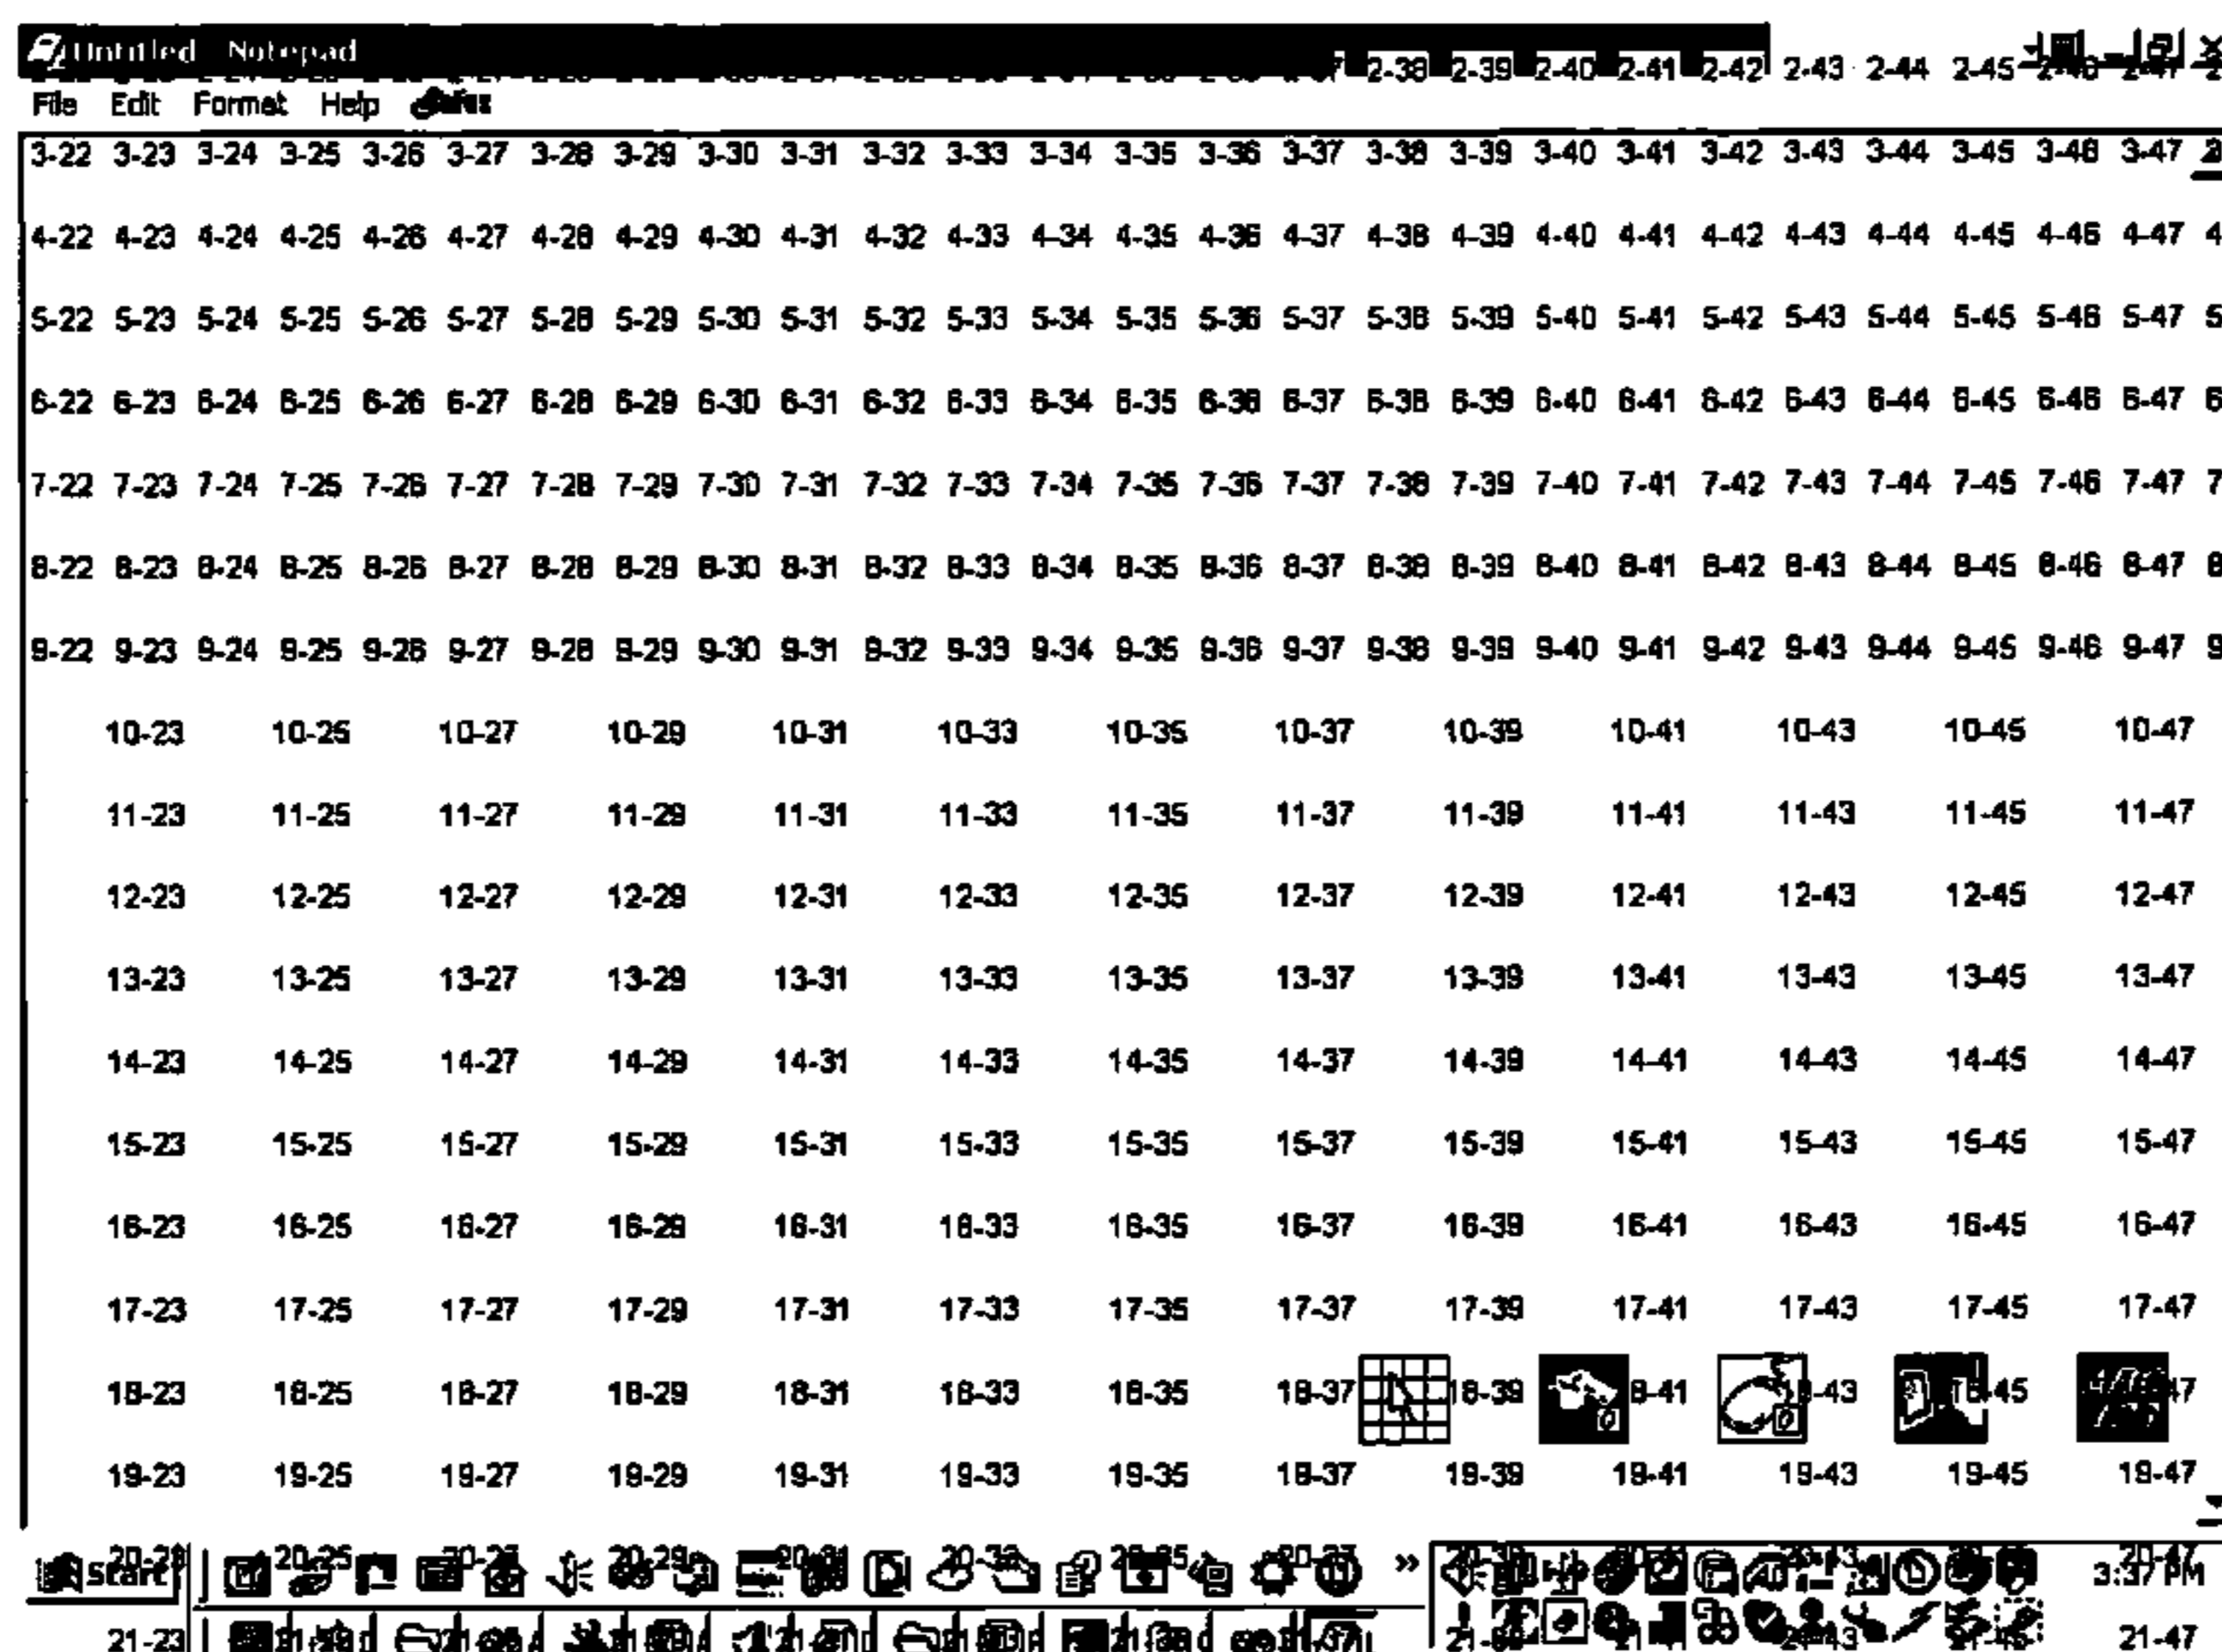 Untitled Notepad
2-38 2-39 2-40 2-41 2-42 2-43 2-44 2-45
File Edit Format Help
3-22 3-23 3-24 3-25 3-26 3-27 3-28 3-29 3-30 3-31 3-32 3-33 3-34 3-35 3-36 3-37 3-38 3-39 3-40 3-41 3-42 3-43 3-44 3-45 3-46 3-47
4-22 4-23 4-24 4-25 4-26 4-27 4-28 4-29 4-30 4-31 4-32 4-33 4-34 4-35 4-36 4-37 4-38 4-39 4-40 4-41 4-42 4-43 4-44 4-45 4-46 4-47 4
5-22 5-23 5-24 5-25 5-26 5-27 5-28 5-29 5-30 5-31 5-32 5-33 5-34 5-35 5-36 5-37 5-38 5-39 5-40 5-41 5-42 5-43 5-44 5-45 5-46 5-47 5
6-22 6-23 6-24 6-25 6-26 6-27 6-28 6-29 6-30 6-31 6-32 6-33 6-34 6-35 6-36 6-37 6-38 6-39 6-40 6-41 6-42 6-43 6-44 6-45 6-46 6-47 6
7-22 7-23 7-24 7-25 7-26 7-27 7-28 7-29 7-30 7-31 7-32 7-33 7-34 7-35 7-36 7-37 7-38 7-39 7-40 7-41 7-42 7-43 7-44 7-45 7-46 7-47 7
8-22 8-23 8-24 8-25 8-26 8-27 8-28 8-29 8-30 8-31 8-32 8-33 8-34 8-35 8-36 8-37 8-38 8-39 8-40 8-41 8-42 8-43 8-44 8-45 8-46 8-47 8
9-22 9-23 9-24 9-25 9-26 9-27 9-28 9-29 9-30 9-31 9-32 9-33 9-34 9-35 9-36 9-37 9-38 9-39 9-40 9-41 9-42 9-43 9-44 9-45 9-46 9-47 9
10-23 10-25 10-27 10-29 10-31 10-33 10-35 10-37 10-39 10-41 10-43 10-45 10-47
11-23 11-25 11-27 11-29 11-31 11-33 11-35 11-37 11-39 11-41 11-43 11-45 11-47
12-23 12-25 12-27 12-29 12-31 12-33 12-35 12-37 12-39 12-41 12-43 12-45 12-47
13-23 13-25 13-27 13-29 13-31 13-33 13-35 13-37 13-39 13-41 13-43 13-45 13-47
14-23 14-25 14-27 14-29 14-31 14-33 14-35 14-37 14-39 14-41 14-43 14-45 14-47
15-23 15-25 15-27 15-29 15-31 15-33 15-35 15-37 15-39 15-41 15-43 15-45 15-47
16-23 16-25 16-27 16-29 16-31 16-33 16-35 16-37 16-39 16-41 16-43 16-45 16-47
17-23 17-25 17-27 17-29 17-31 17-33 17-35 17-37 17-39 17-41 17-43 17-45 17-47
18-23 18-25 18-27 18-29 18-31 18-33 18-35 18-37 18-39 8-41 -43 -45 47
19-23 19-25 19-27 19-29 19-31 19-33 19-35 19-37 19-39 19-41 19-43 19-45 19-47
Start 20-25 20-47
3:37 PM
21-23 21-47